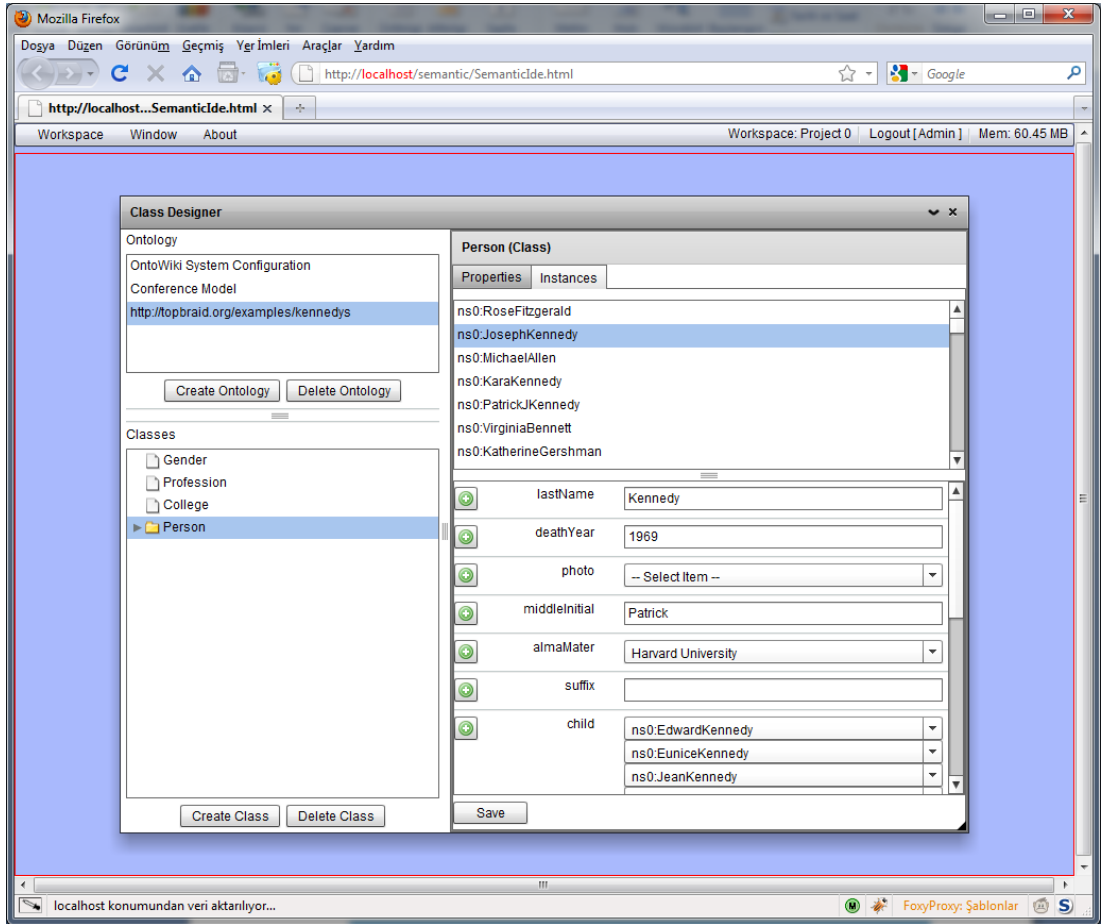 Mozilla Firefox
Dosya Düzen Görünüm Geçmiş Yer İmleri Araçlar Yardım
http://localhost/semantic/SemanticIde.html
Google
http://localhost...SemanticIde.html
Workspace Window About Workspace: Project 0 Logout [ Admin ] Mem: 60.45 MB
Class Designer
Ontology
OntoWiki System Configuration
Conference Model
http://topbraid.org/examples/kennedys
Create Ontology Delete Ontology
Classes
Gender
Profession
College
Person
Create Class Delete Class
Person (Class)
Properties Instances
ns0:RoseFitzgerald
ns0:JosephKennedy
ns0:MichaelAllen
ns0:KaraKennedy
ns0:PatrickJKennedy
ns0:VirginiaBennett
ns0:KatherineGershman
lastName Kennedy
deathYear 1969
photo -- Select Item --
middleInitial Patrick
almaMater Harvard University
suffix
child ns0:EdwardKennedy
ns0:EuniceKennedy
ns0:JeanKennedy
Save
localhost konumundan veri aktarılıyor...
FoxyProxy: Şablonlar